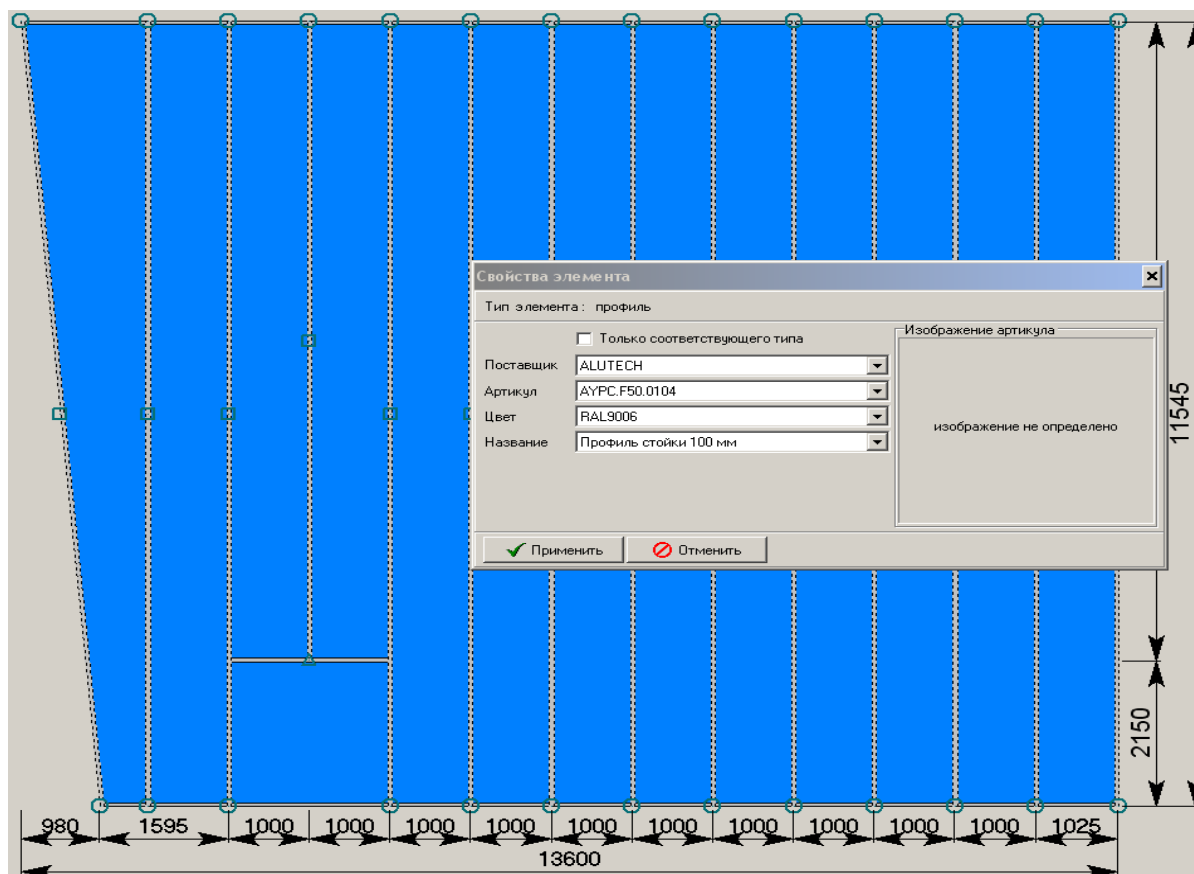 Свойства элемента
Тип элемента: профиль
Только соответствующего типа
Изображение артикула
Поставщик ALUTECH
Артикул AYPC.F50.0104
Цвет RAL9006
Название Профиль стойки 100 мм
изображение не определено
Применить Отменить
11545
2150
980 1595 1000 1000 1000 1000 1000 1000 1000 1000 1000 1025
13600